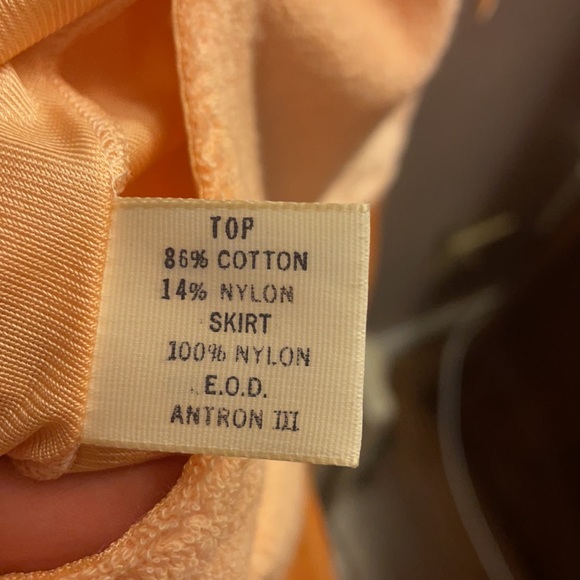 TOP
86% COTTON
14% NYLON
SKIRT
100% NYLON
E.O.D.
ANTRON III